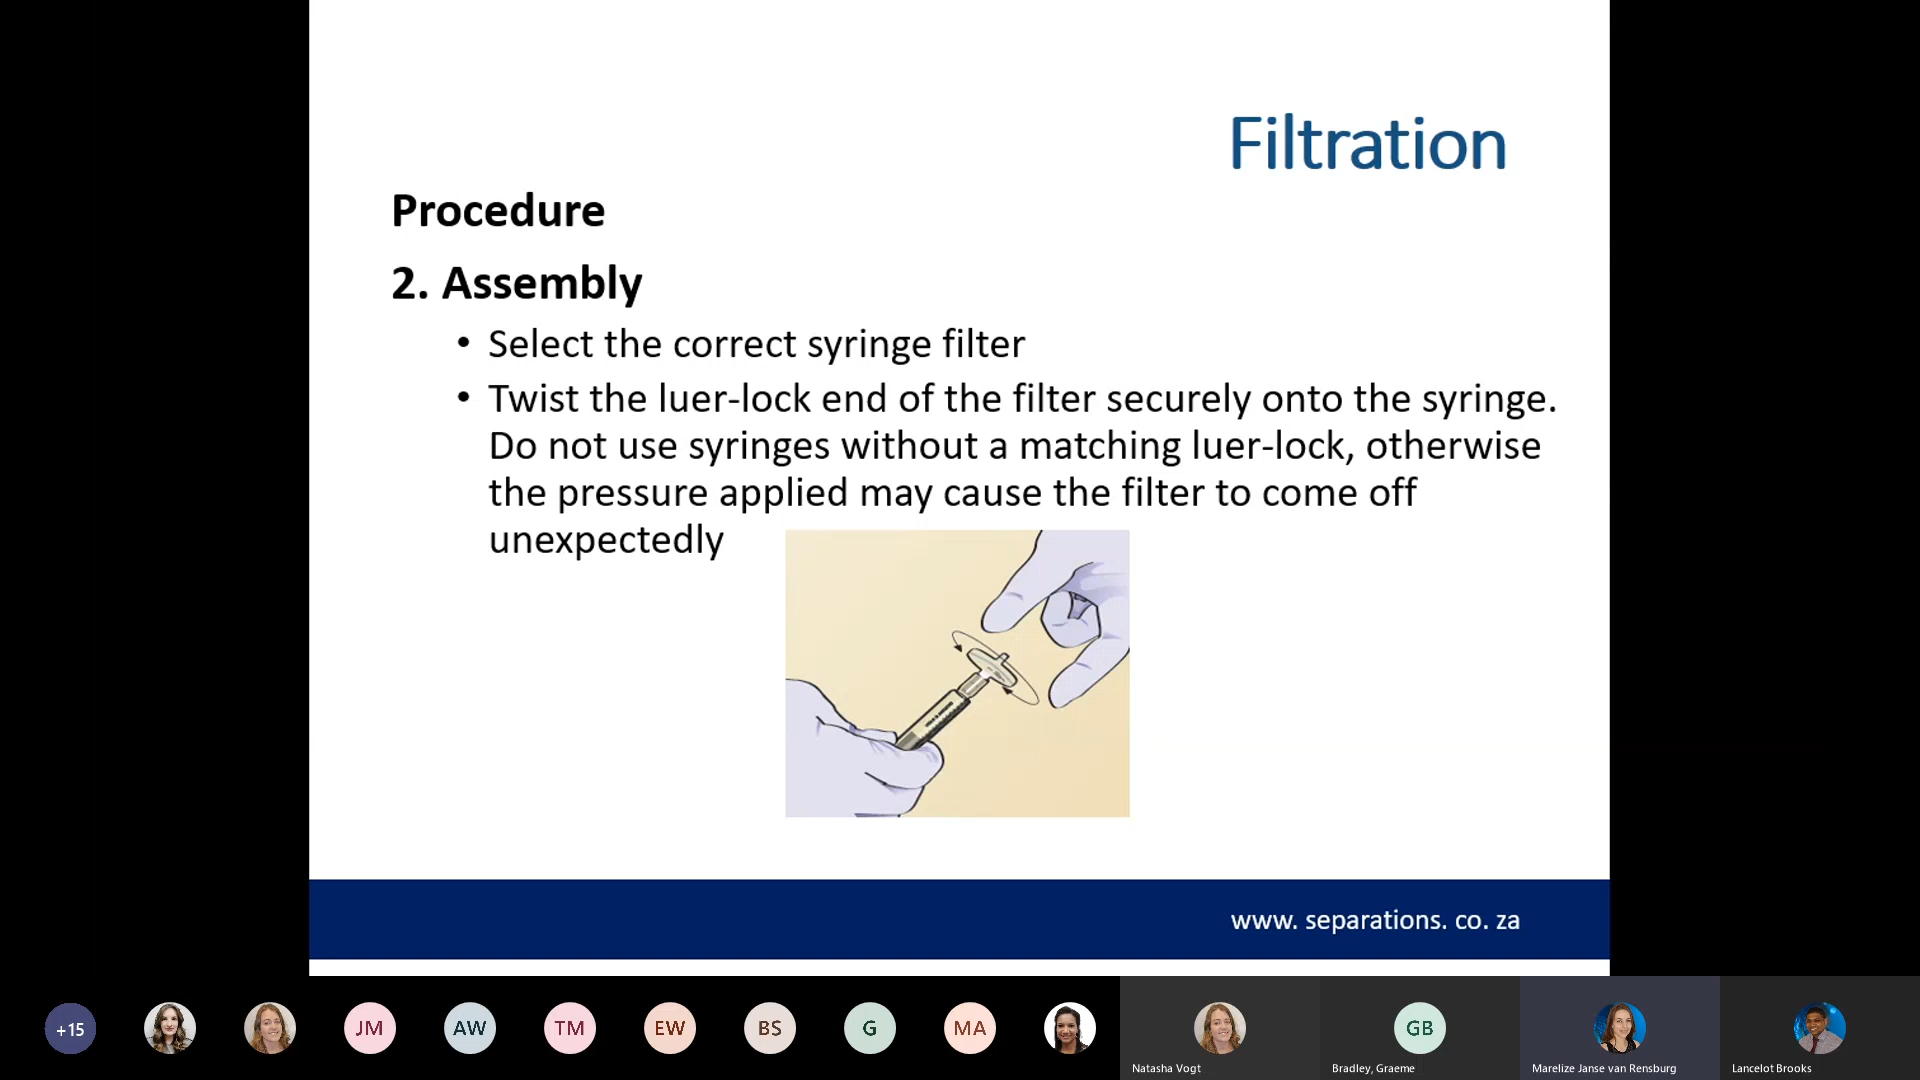 Filtration
Procedure
2. Assembly
• Select the correct syringe filter
• Twist the luer-lock end of the filter securely onto the syringe.
Do not use syringes without a matching luer-lock, otherwise
the pressure applied may cause the filter to come off
unexpectedly
www. separations. co. za
+15
JM
AW
TM
EW
BS
G
MA
GB
Natasha Vogt
Bradley, Graeme
Marelize Janse van Rensburg
Lancelot Brooks